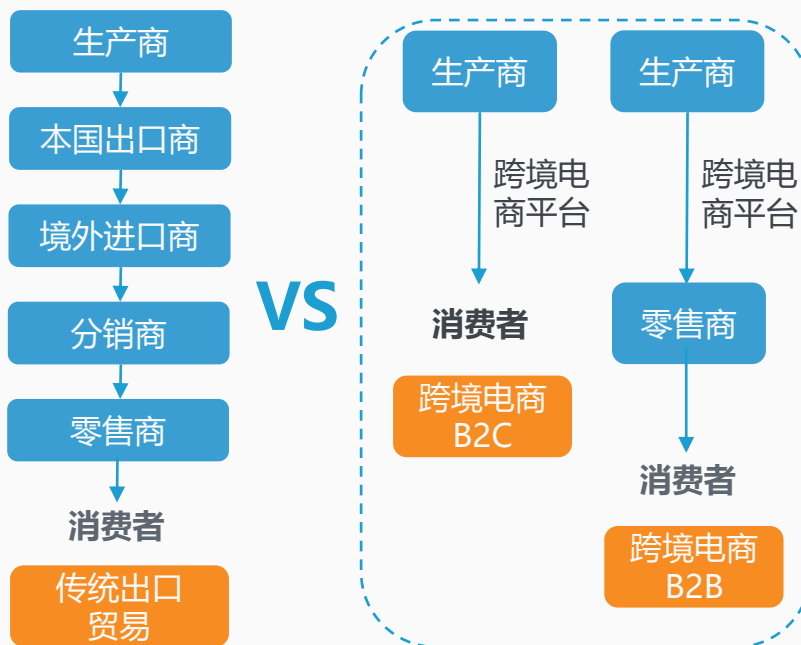 生产商
本国出口商
境外进口商
分销商
零售商
消费者
传统出口
贸易
VS
生产商
跨境电
商平台
消费者
跨境电商
B2C
生产商
跨境电
商平台
零售商
消费者
跨境电商
B2B